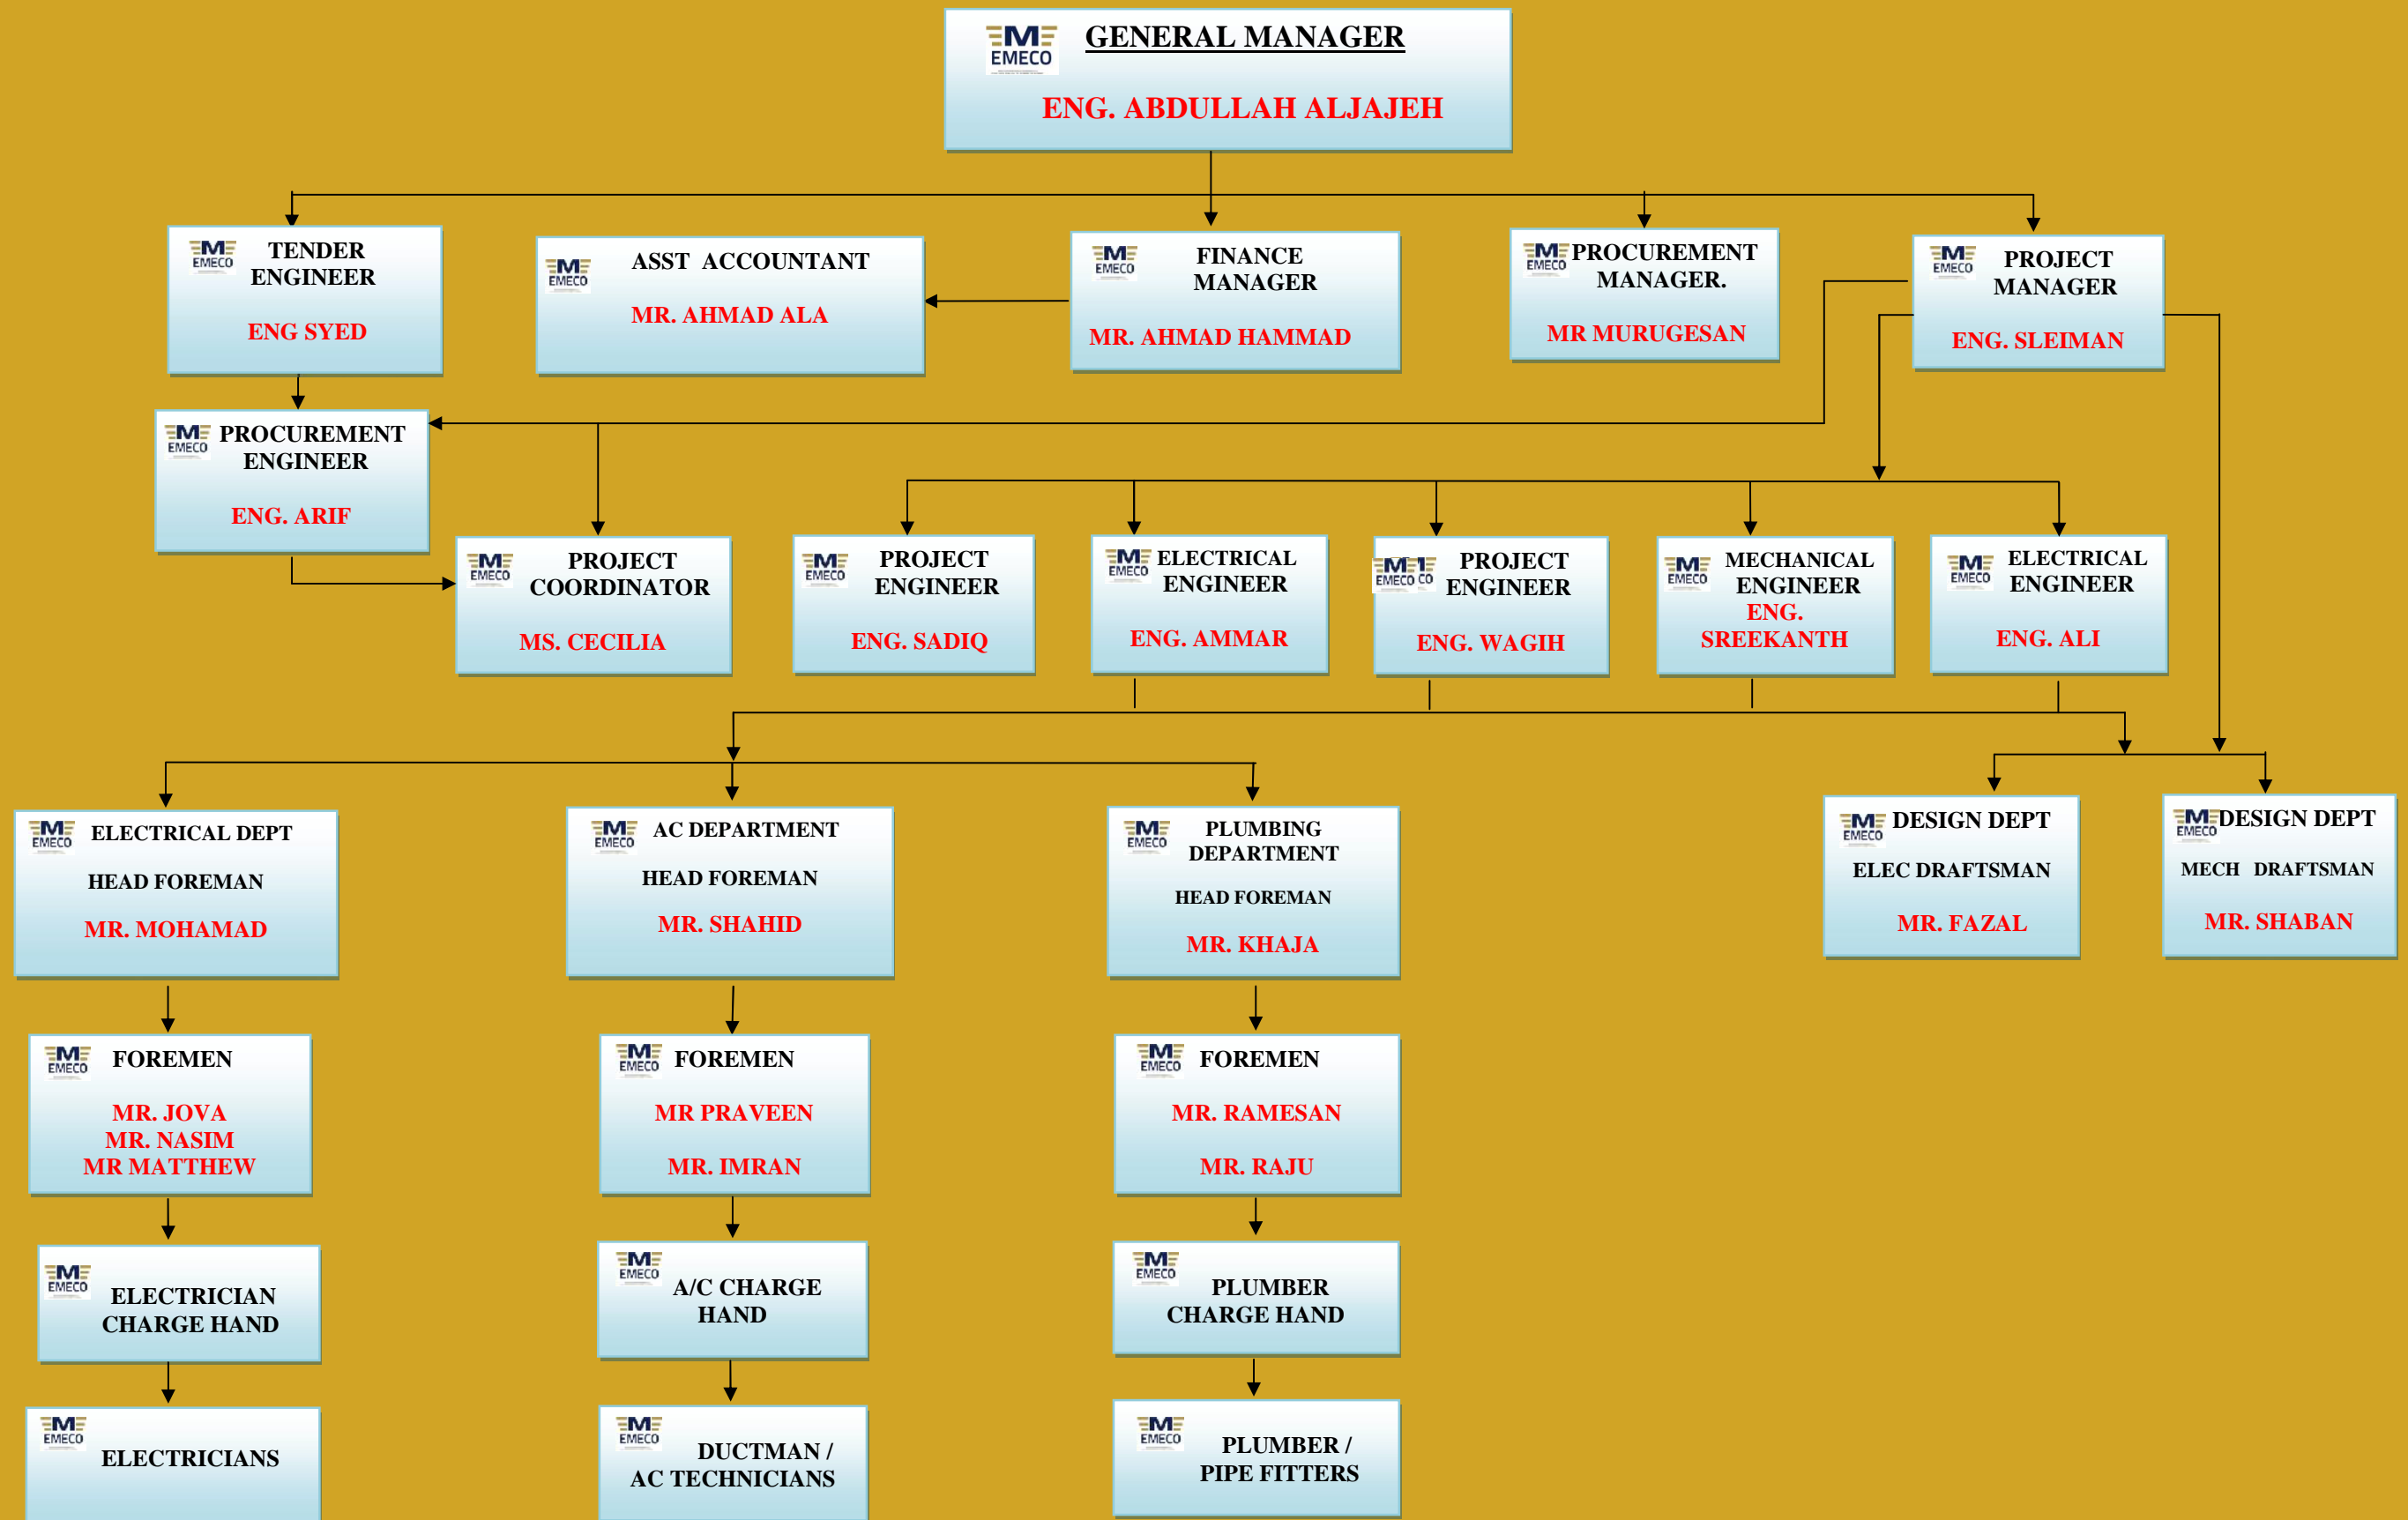 EMECO
GENERAL MANAGER
ENG. ABDULLAH ALJAJEH
EMECO
TENDER
ENGINEER
ENG SYED
EMECO
ASST ACCOUNTANT
MR. AHMAD ALA
EMECO
FINANCE
MANAGER
MR. AHMAD HAMMAD
EMECO
PROCUREMENT
MANAGER.
MR MURUGESAN
EMECO
PROJECT
MANAGER
ENG. SLEIMAN
EMECO
PROCUREMENT
ENGINEER
ENG. ARIF
EMECO
PROJECT
COORDINATOR
MS. CECILIA
EMECO
PROJECT
ENGINEER
ENG. SADIQ
EMECO
ELECTRICAL
ENGINEER
ENG. AMMAR
EMECO
PROJECT
ENGINEER
ENG. WAGIH
EMECO
MECHANICAL
ENGINEER
ENG.
SREEKANTH
EMECO
ELECTRICAL
ENGINEER
ENG. ALI
EMECO
ELECTRICAL DEPT
HEAD FOREMAN
MR. MOHAMAD
EMECO
AC DEPARTMENT
HEAD FOREMAN
MR. SHAHID
EMECO
PLUMBING
DEPARTMENT
HEAD FOREMAN
MR. KHAJA
EMECO
DESIGN DEPT
ELEC DRAFTSMAN
MR. FAZAL
EMECO
DESIGN DEPT
MECH DRAFTSMAN
MR. SHABAN
EMECO
FOREMEN
MR. JOVA
MR. NASIM
MR MATTHEW
EMECO
FOREMEN
MR PRAVEEN
MR. IMRAN
EMECO
FOREMEN
MR. RAMESAN
MR. RAJU
EMECO
ELECTRICIAN
CHARGE HAND
EMECO
A/C CHARGE
HAND
EMECO
PLUMBER
CHARGE HAND
EMECO
ELECTRICIANS
EMECO
DUCTMAN /
AC TECHNICIANS
EMECO
PLUMBER /
PIPE FITTERS